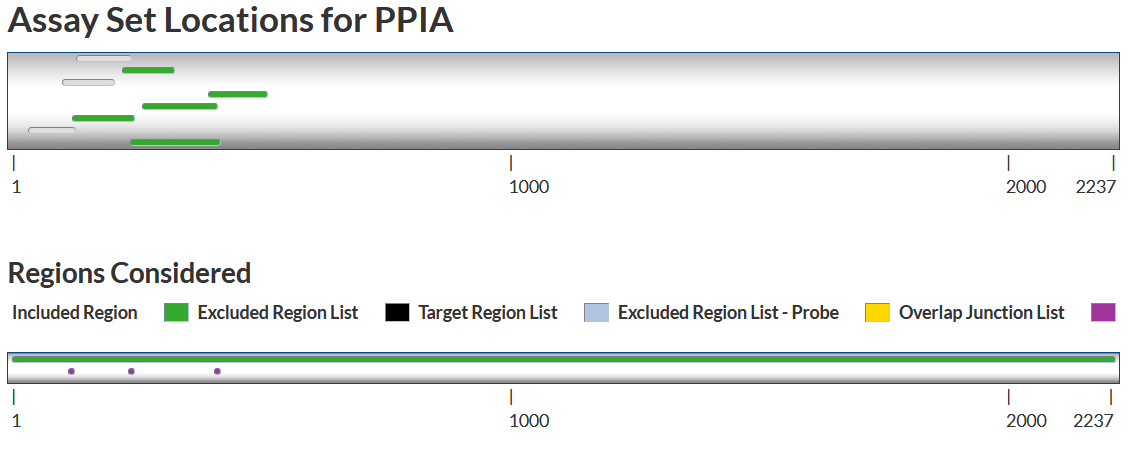 Assay Set Locations for PPIA
1 1000 2000 2237
Regions Considered
Included Region Excluded Region List Target Region List Excluded Region List - Probe Overlap Junction List
1 1000 2000 2237